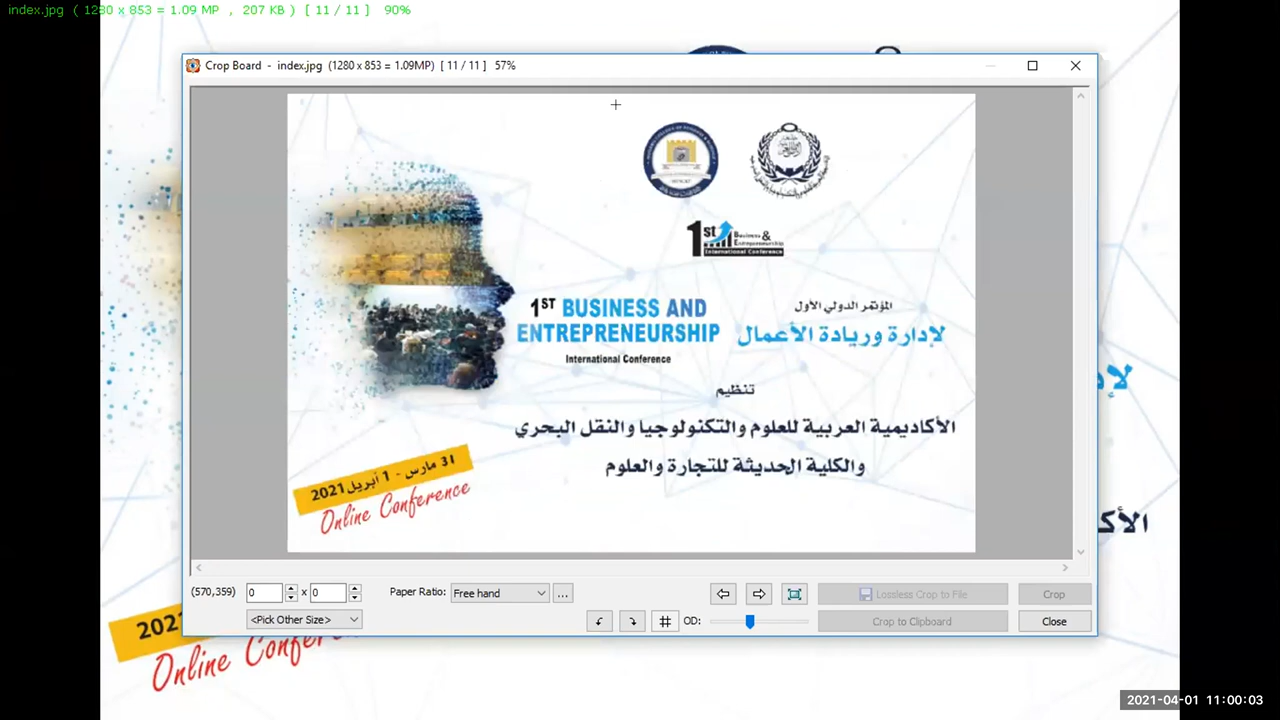 index.jpg ( 1280 x 853 = 1.09 MP , 207 KB ) [ 11 / 11 ] 90%
Crop Board - index.jpg (1280 x 853 = 1.09MP) [ 11 / 11 ] 57%
1st Business & Entrepreneurship
International Conference
1ST BUSINESS AND
ENTREPRENEURSHIP
International Conference
المؤتمر الدولي الأول
لإدارة وريادة الأعمال
تنظيم
الأكاديمية العربية للعلوم والتكنولوجيا والنقل البحري
والكلية الحديثة للتجارة والعلوم
31 مارس - 1 أبريل 2021
Online Conference
(570,359) 0 x 0 Paper Ratio: Free hand ...
Lossless Crop to File Crop
<Pick Other Size> OD: Crop to Clipboard Close
2021
Online
2021-04-01 11:00:03